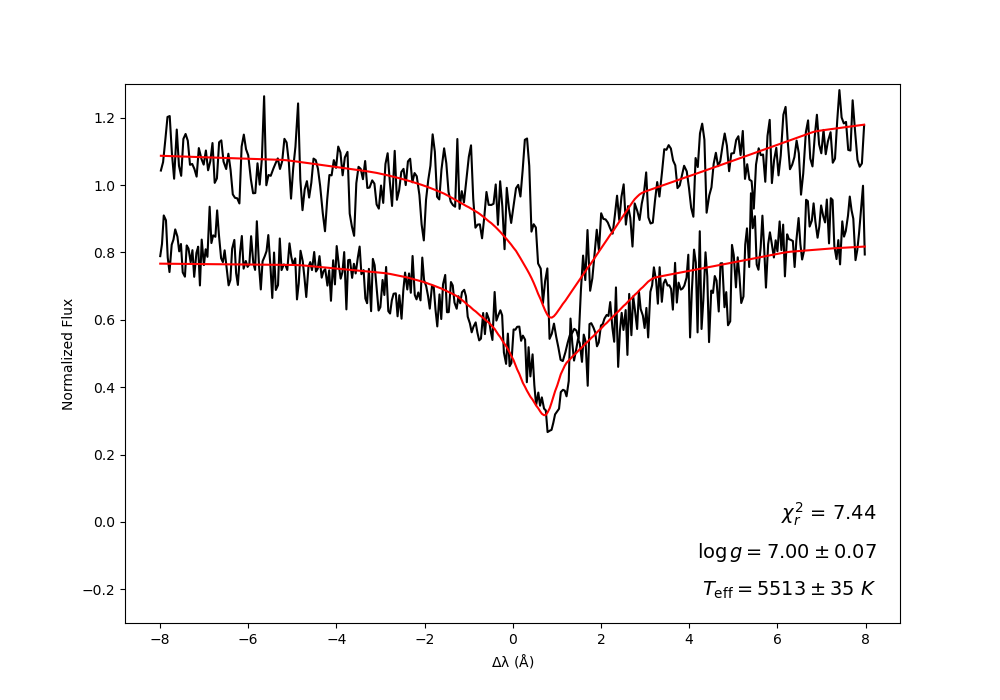 1.2
1.0
0.8
0.6
0.4
0.2
0.0
−0.2
Normalized Flux
χ²ᵣ = 7.44
log g = 7.00 ± 0.07
T_eff = 5513 ± 35 K
−8 −6 −4 −2 0 2 4 6 8
Δλ (Å)